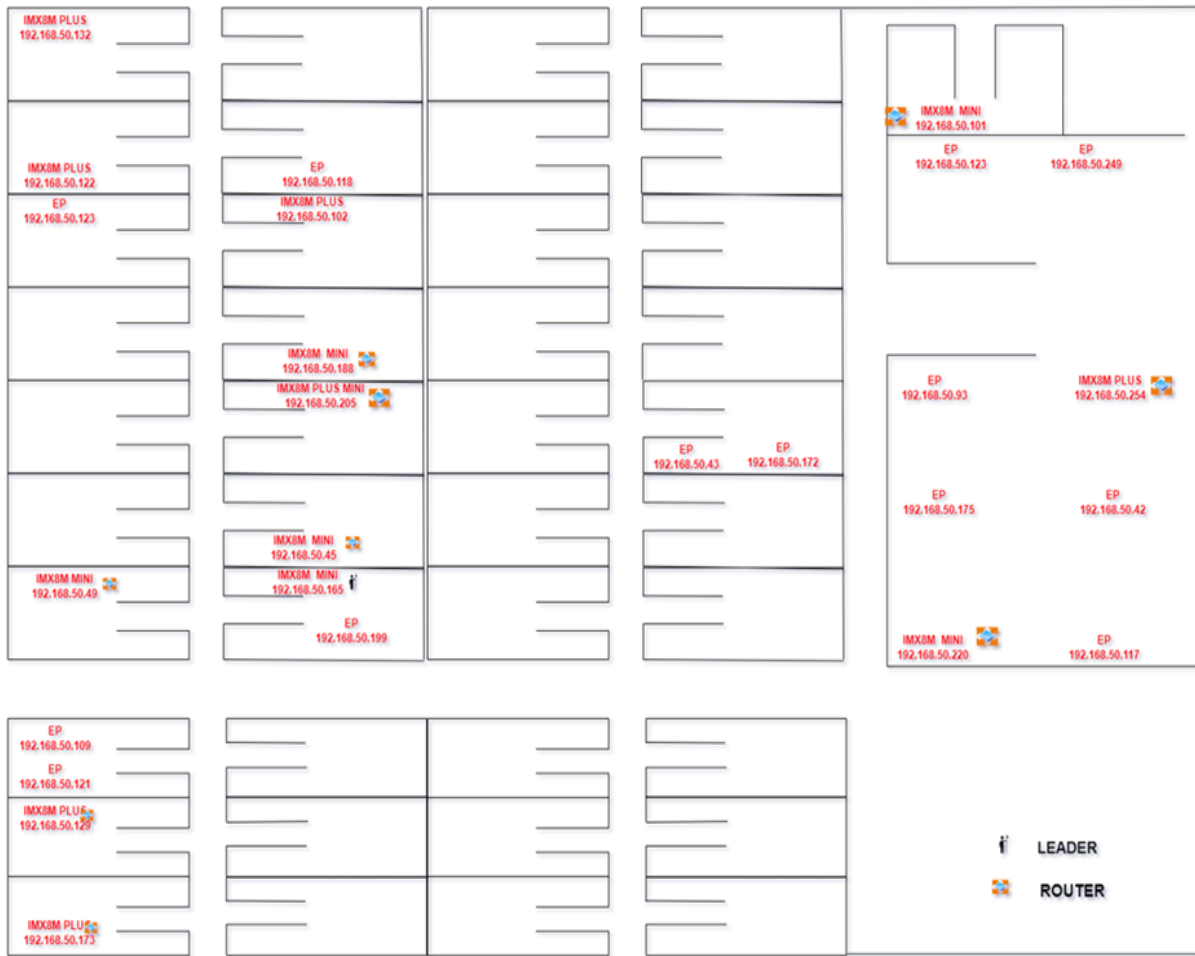 IMX8M PLUS
192.168.50.132
IMX8M MINI
192.168.50.101
EP
192.168.50.123
EP
192.168.50.249
IMX8M PLUS
192.168.50.122
EP
192.168.50.118
EP
192.168.50.123
IMX8M PLUS
192.168.50.102
IMX8M MINI
192.168.50.188
IMX8M PLUS MINI
192.168.50.205
EP
192.168.50.93
IMX8M PLUS
192.168.50.254
EP
192.168.50.43
EP
192.168.50.172
EP
192.168.50.175
EP
192.168.50.42
IMX8M MINI
192.168.50.45
IMX8M MINI
192.168.50.49
IMX8M MINI
192.168.50.165
EP
192.168.50.199
IMX8M MINI
192.168.50.220
EP
192.168.50.117
EP
192.168.50.109
EP
192.168.50.121
IMX8M PLUS
192.168.50.129
LEADER
ROUTER
IMX8M PLUS
192.168.50.173